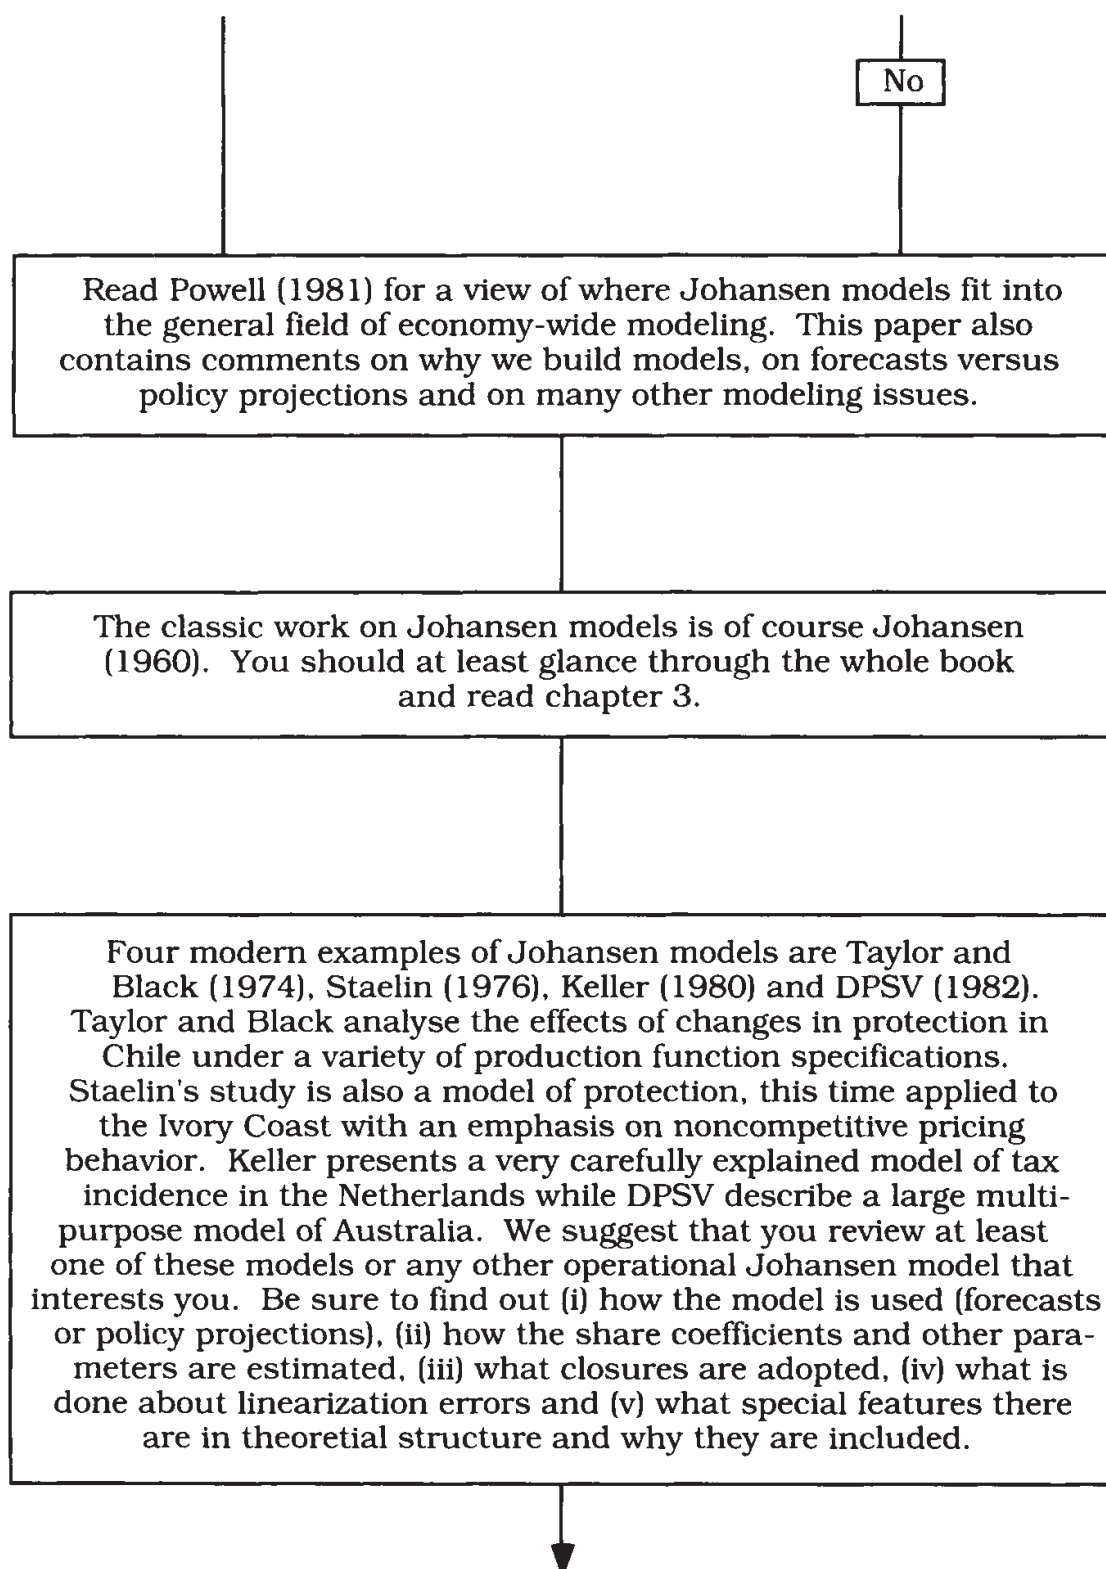 No
Read Powell (1981) for a view of where Johansen models fit into
the general field of economy-wide modeling. This paper also
contains comments on why we build models, on forecasts versus
policy projections and on many other modeling issues.
The classic work on Johansen models is of course Johansen
(1960). You should at least glance through the whole book
and read chapter 3.
Four modern examples of Johansen models are Taylor and
Black (1974), Staelin (1976), Keller (1980) and DPSV (1982).
Taylor and Black analyse the effects of changes in protection in
Chile under a variety of production function specifications.
Staelin's study is also a model of protection, this time applied to
the Ivory Coast with an emphasis on noncompetitive pricing
behavior. Keller presents a very carefully explained model of tax
incidence in the Netherlands while DPSV describe a large multi-
purpose model of Australia. We suggest that you review at least
one of these models or any other operational Johansen model that
interests you. Be sure to find out (i) how the model is used (forecasts
or policy projections), (ii) how the share coefficients and other para-
meters are estimated, (iii) what closures are adopted, (iv) what is
done about linearization errors and (v) what special features there
are in theoretial structure and why they are included.